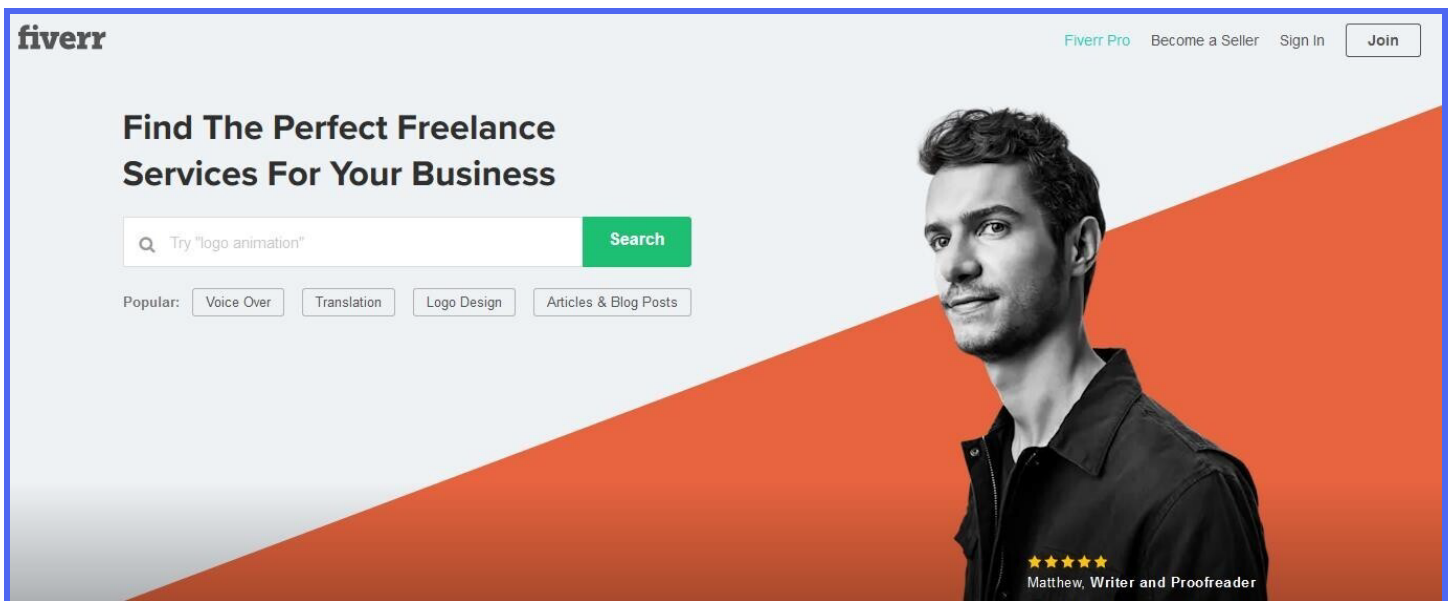 fiverr
Fiverr Pro Become a Seller Sign In Join
Find The Perfect Freelance
Services For Your Business
Try "logo animation" Search
Popular: Voice Over Translation Logo Design Articles & Blog Posts
Matthew, Writer and Proofreader